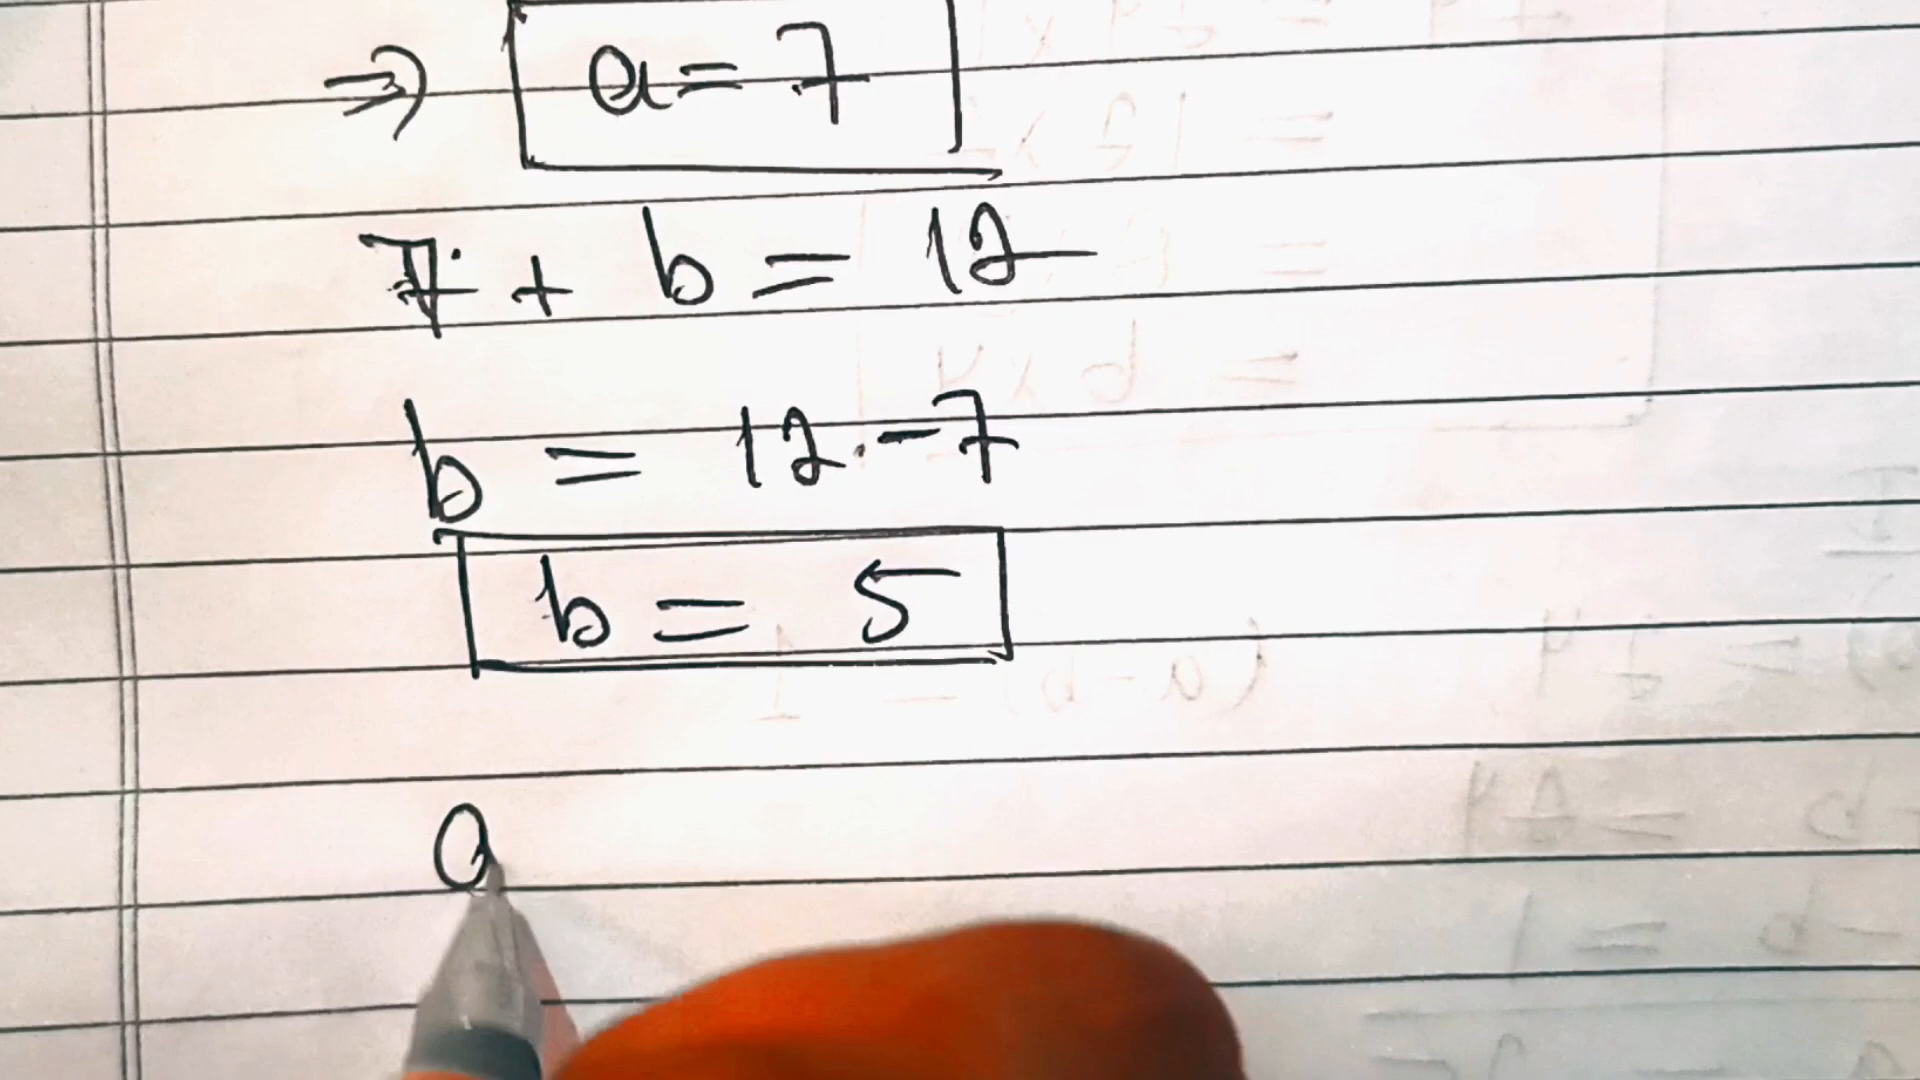 ⇒ a = 7
7 + b = 12
b = 12 - 7
b = 5
a